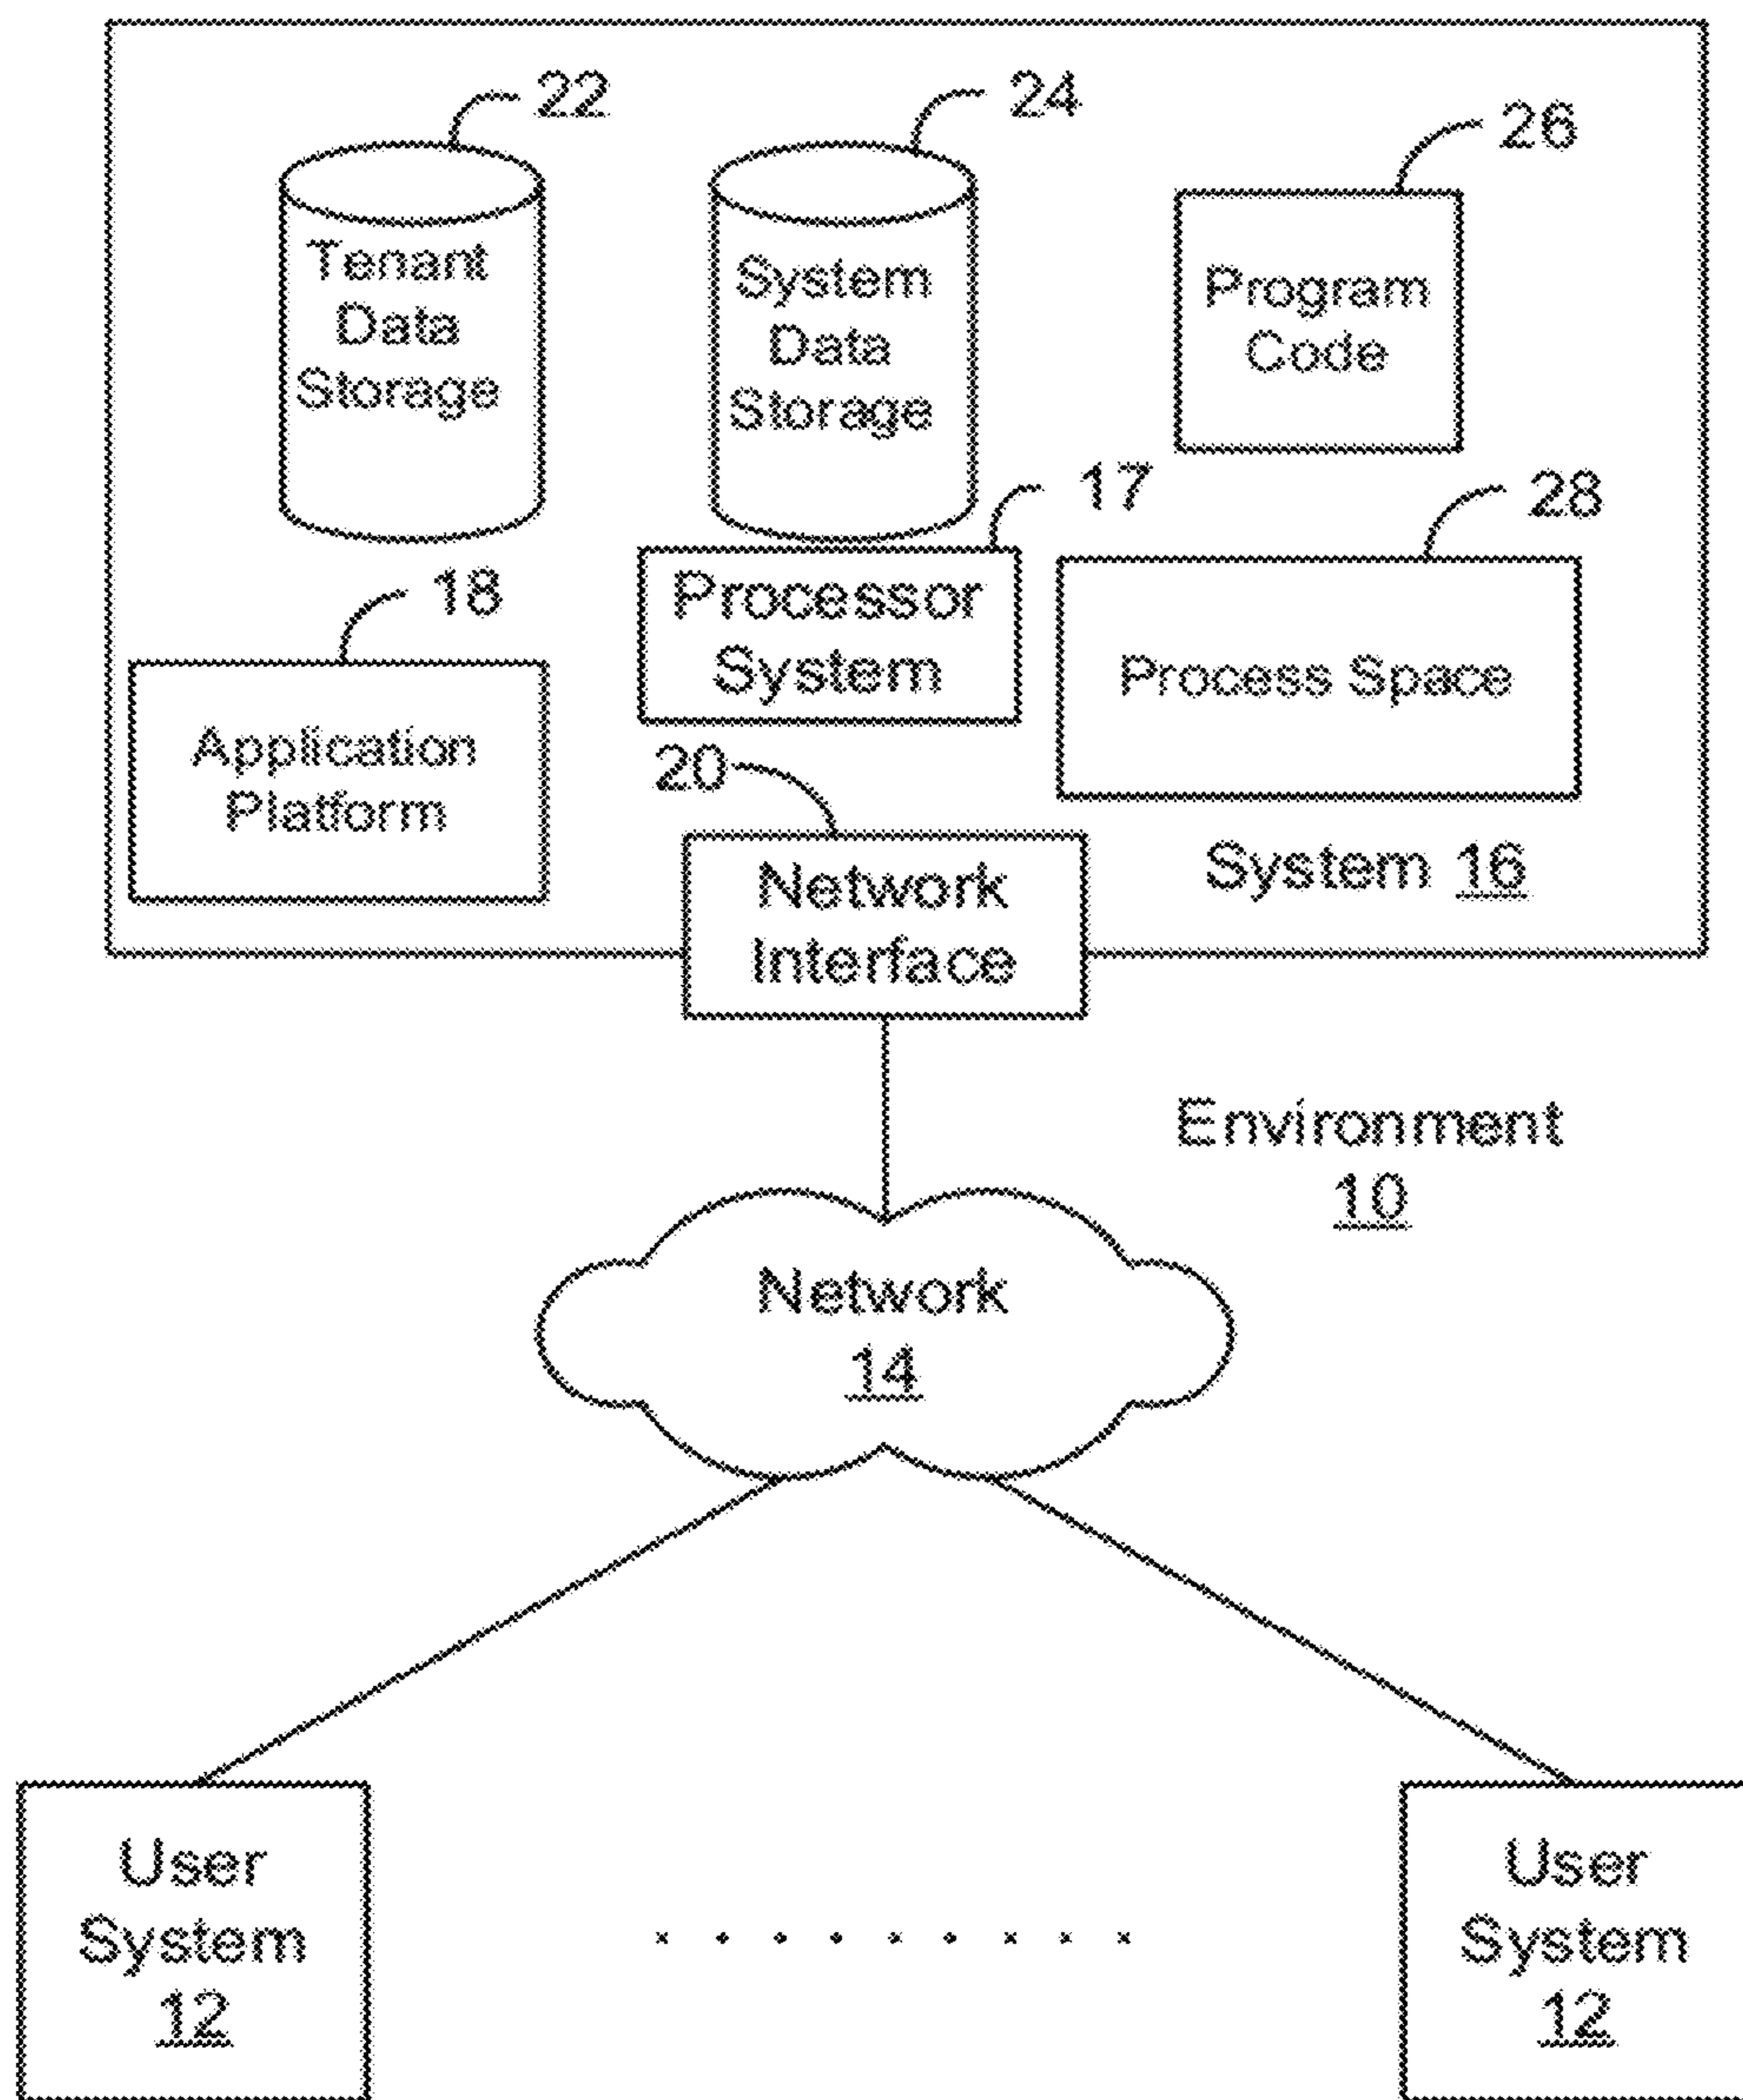 22
24
26
Tenant
Data
Storage
System
Data
Storage
Program
Code
17
28
18
Processor
System
Process Space
Application
Platform
20
System 16
Network
Interface
Environment
10
Network
14
User
System
12
User
System
12